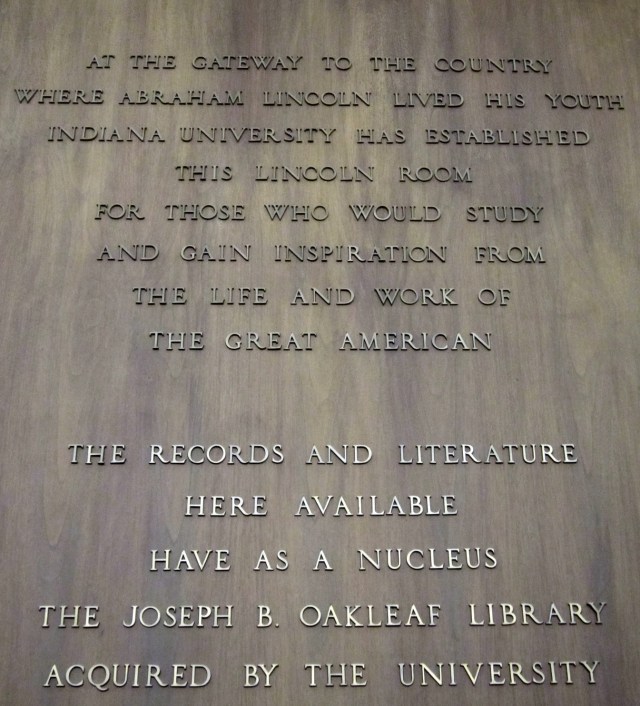 AT THE GATEWAY TO THE COUNTRY
WHERE ABRAHAM LINCOLN LIVED HIS YOUTH
INDIANA UNIVERSITY HAS ESTABLISHED
THIS LINCOLN ROOM
FOR THOSE WHO WOULD STUDY
AND GAIN INSPIRATION FROM
THE LIFE AND WORK OF
THE GREAT AMERICAN
THE RECORDS AND LITERATURE
HERE AVAILABLE
HAVE AS A NUCLEUS
THE JOSEPH B. OAKLEAF LIBRARY
ACQUIRED BY THE UNIVERSITY